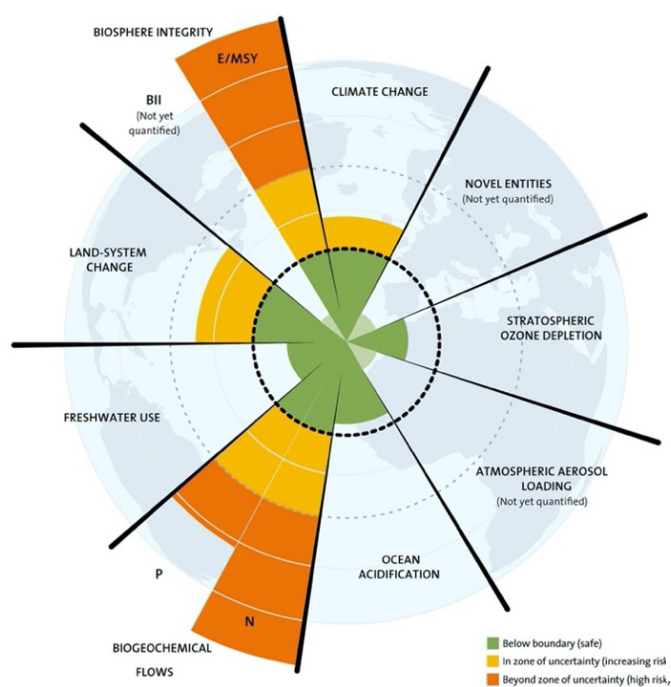 BIOSPHERE INTEGRITY
E/MSY
BII
(Not yet
quantified)
CLIMATE CHANGE
NOVEL ENTITIES
(Not yet quantified)
LAND-SYSTEM
CHANGE
STRATOSPHERIC
OZONE DEPLETION
FRESHWATER USE
ATMOSPHERIC AEROSOL
LOADING
(Not yet quantified)
OCEAN
ACIDIFICATION
P
N
BIOGEOCHEMICAL
FLOWS
Below boundary (safe)
In zone of uncertainty (increasing risk
Beyond zone of uncertainty (high risk)